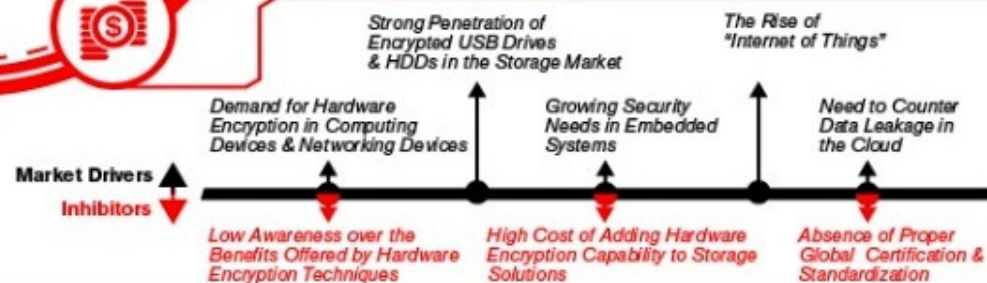 $
Strong Penetration of
Encrypted USB Drives
& HDDs in the Storage Market
The Rise of
"Internet of Things"
Demand for Hardware
Encryption in Computing
Devices & Networking Devices
Growing Security
Needs in Embedded
Systems
Need to Counter
Data Leakage in
the Cloud
Market Drivers
Inhibitors
Low Awareness over the
Benefits Offered by Hardware
Encryption Techniques
High Cost of Adding Hardware
Encryption Capability to Storage
Solutions
Absence of Proper
Global Certification &
Standardization